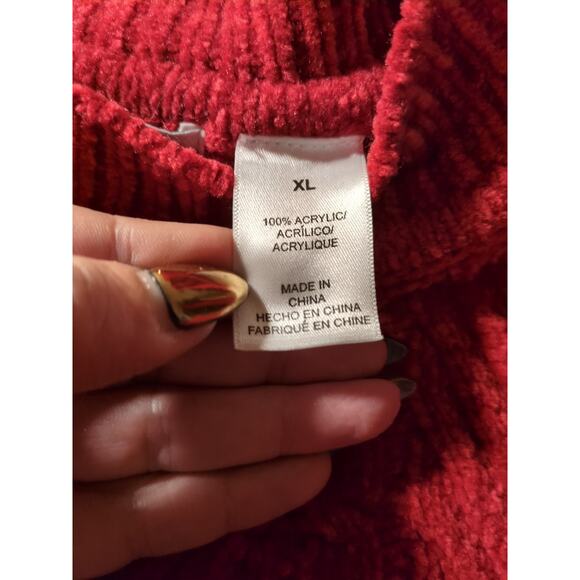 XL
100% ACRYLIC/
ACRÍLICO/
ACRYLIQUE
MADE IN
CHINA
HECHO EN CHINA
FABRIQUÉ EN CHINE